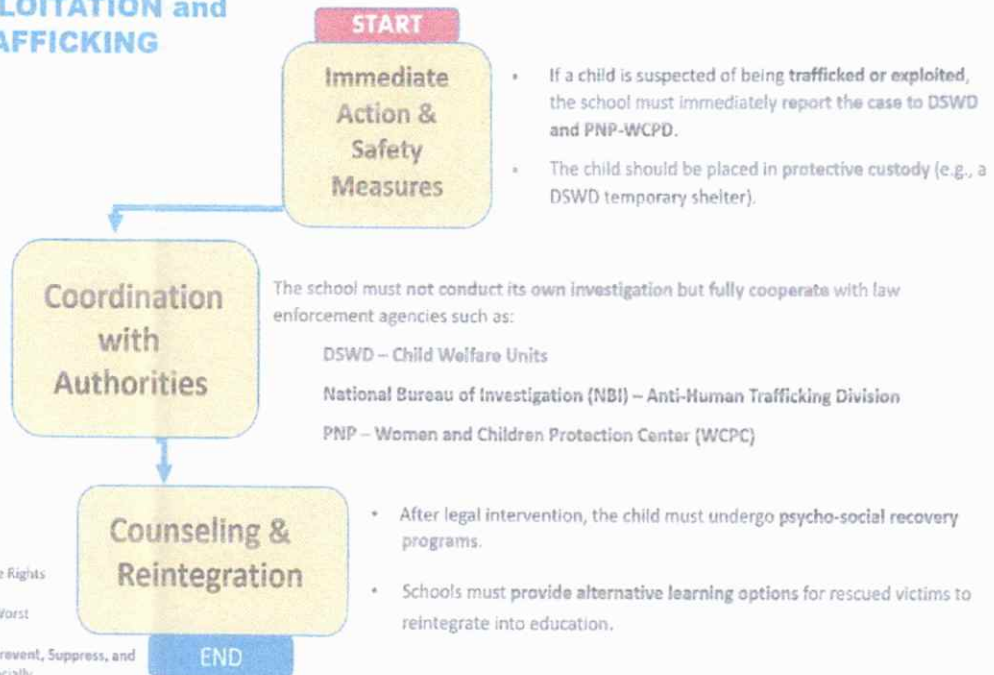 LOITATION and
AFFICKING
START
Immediate
Action &
Safety
Measures
• If a child is suspected of being trafficked or exploited,
the school must immediately report the case to DSWD
and PNP-WCPD.
• The child should be placed in protective custody (e.g., a
DSWD temporary shelter).
Coordination
with
Authorities
The school must not conduct its own investigation but fully cooperate with law
enforcement agencies such as:
DSWD – Child Welfare Units
National Bureau of Investigation (NBI) – Anti-Human Trafficking Division
PNP – Women and Children Protection Center (WCPC)
Counseling &
Reintegration
• After legal intervention, the child must undergo psycho-social recovery
programs.
• Schools must provide alternative learning options for rescued victims to
reintegrate into education.
Rights
Worst
revent, Suppress, and
END